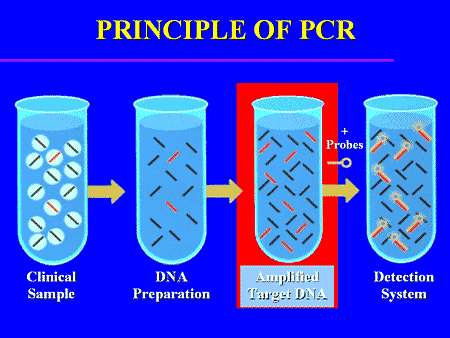 PRINCIPLE OF PCR
+
Probes
Clinical
Sample
DNA
Preparation
Amplified
Target DNA
Detection
System